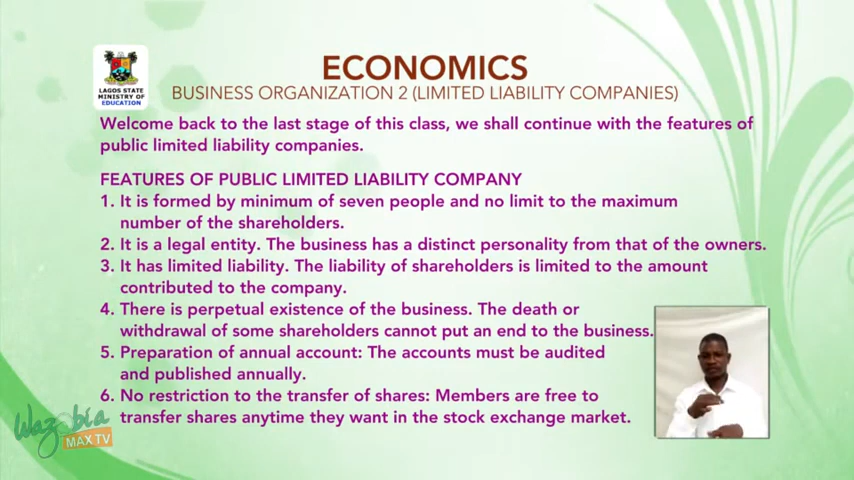 LAGOS STATE
MINISTRY OF
EDUCATION
ECONOMICS
BUSINESS ORGANIZATION 2 (LIMITED LIABILITY COMPANIES)
Welcome back to the last stage of this class, we shall continue with the features of
public limited liability companies.
FEATURES OF PUBLIC LIMITED LIABILITY COMPANY
1. It is formed by minimum of seven people and no limit to the maximum
number of the shareholders.
2. It is a legal entity. The business has a distinct personality from that of the owners.
3. It has limited liability. The liability of shareholders is limited to the amount
contributed to the company.
4. There is perpetual existence of the business. The death or
withdrawal of some shareholders cannot put an end to the business.
5. Preparation of annual account: The accounts must be audited
and published annually.
6. No restriction to the transfer of shares: Members are free to
transfer shares anytime they want in the stock exchange market.
Wazobia
MAX TV